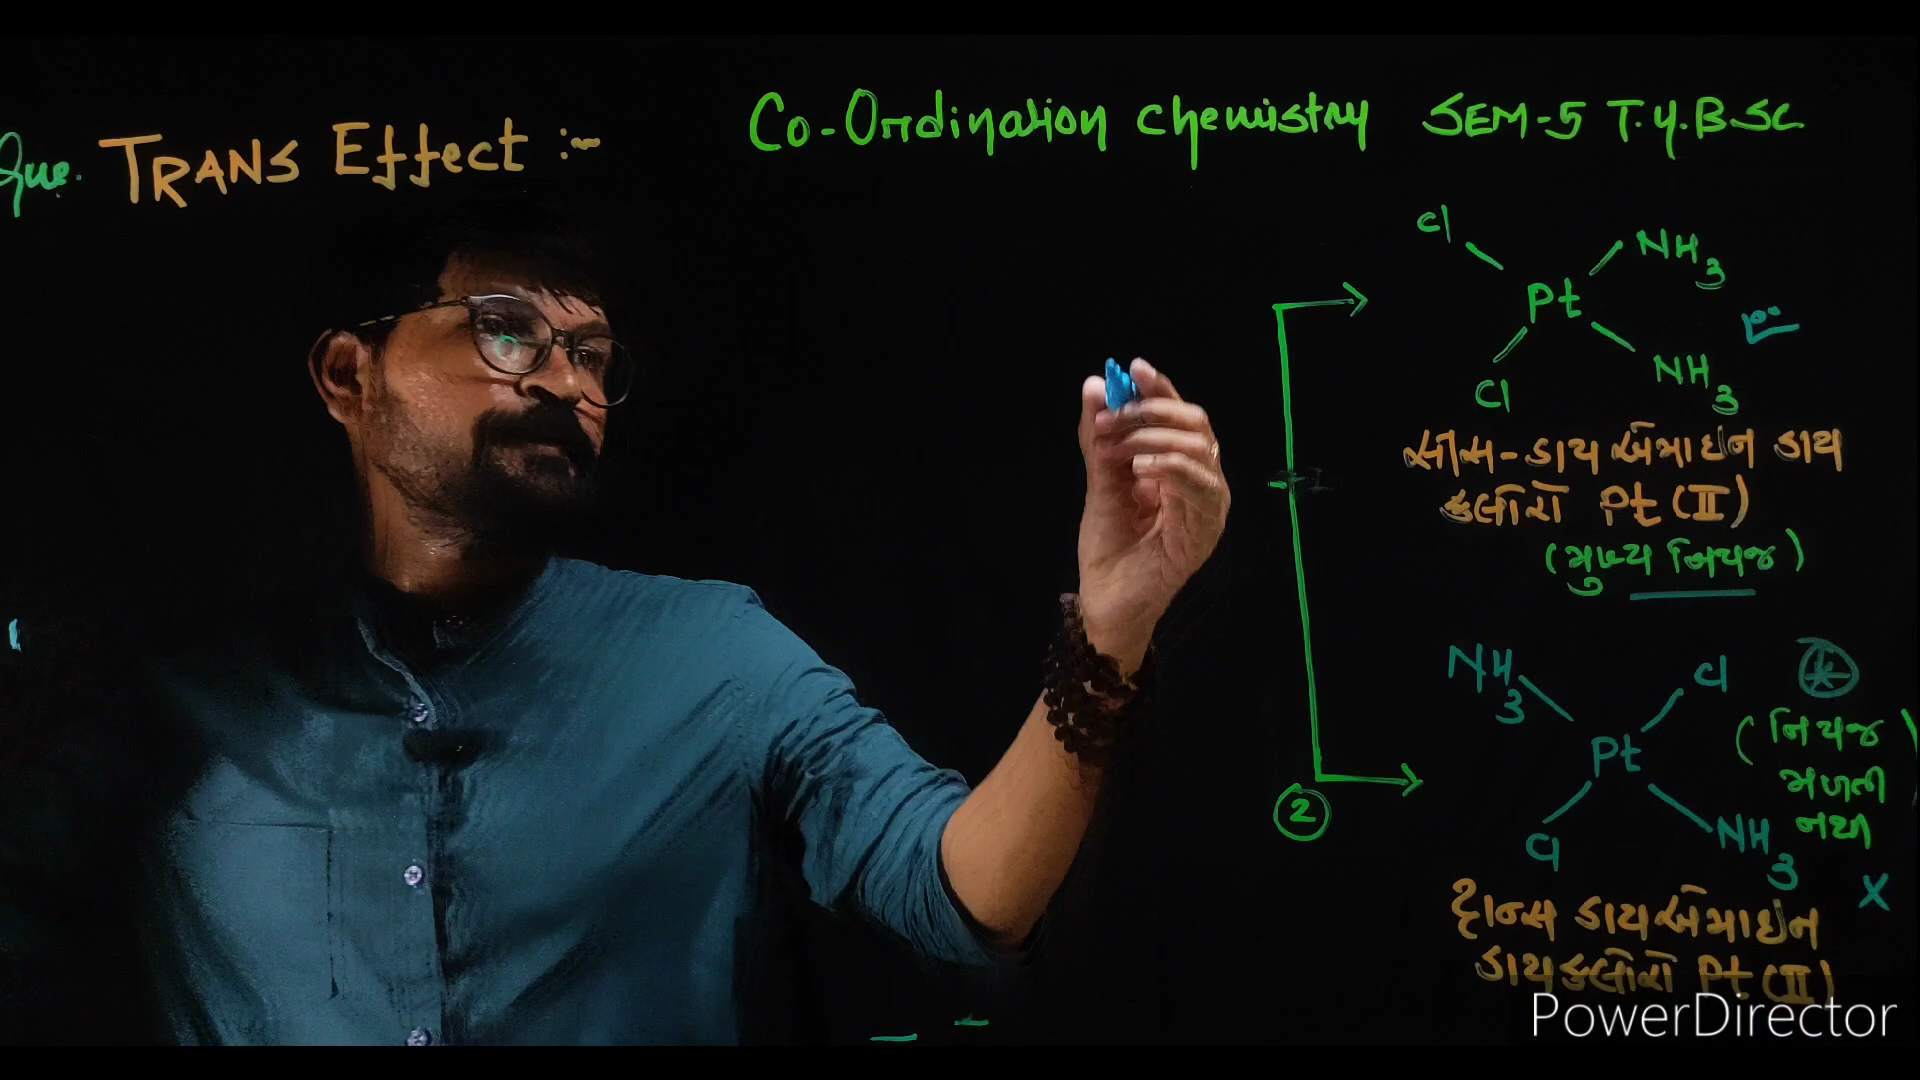 Co-Ordination chemistry SEM-5 T.Y.B.SC
Que. TRANS Effect :-
Cl NH3
Pt
Cl NH3
સીસ-ડાય એમાઇન ડાય
ક્લોરો Pt (II)
(મુખ્ય નિપજ)
NH3 Cl
Pt
Cl NH3
(નિપજ
મળતી
નથી)
X
2
ટ્રાન્સ ડાયએમાઇન
ડાયક્લોરો Pt (II)
PowerDirector